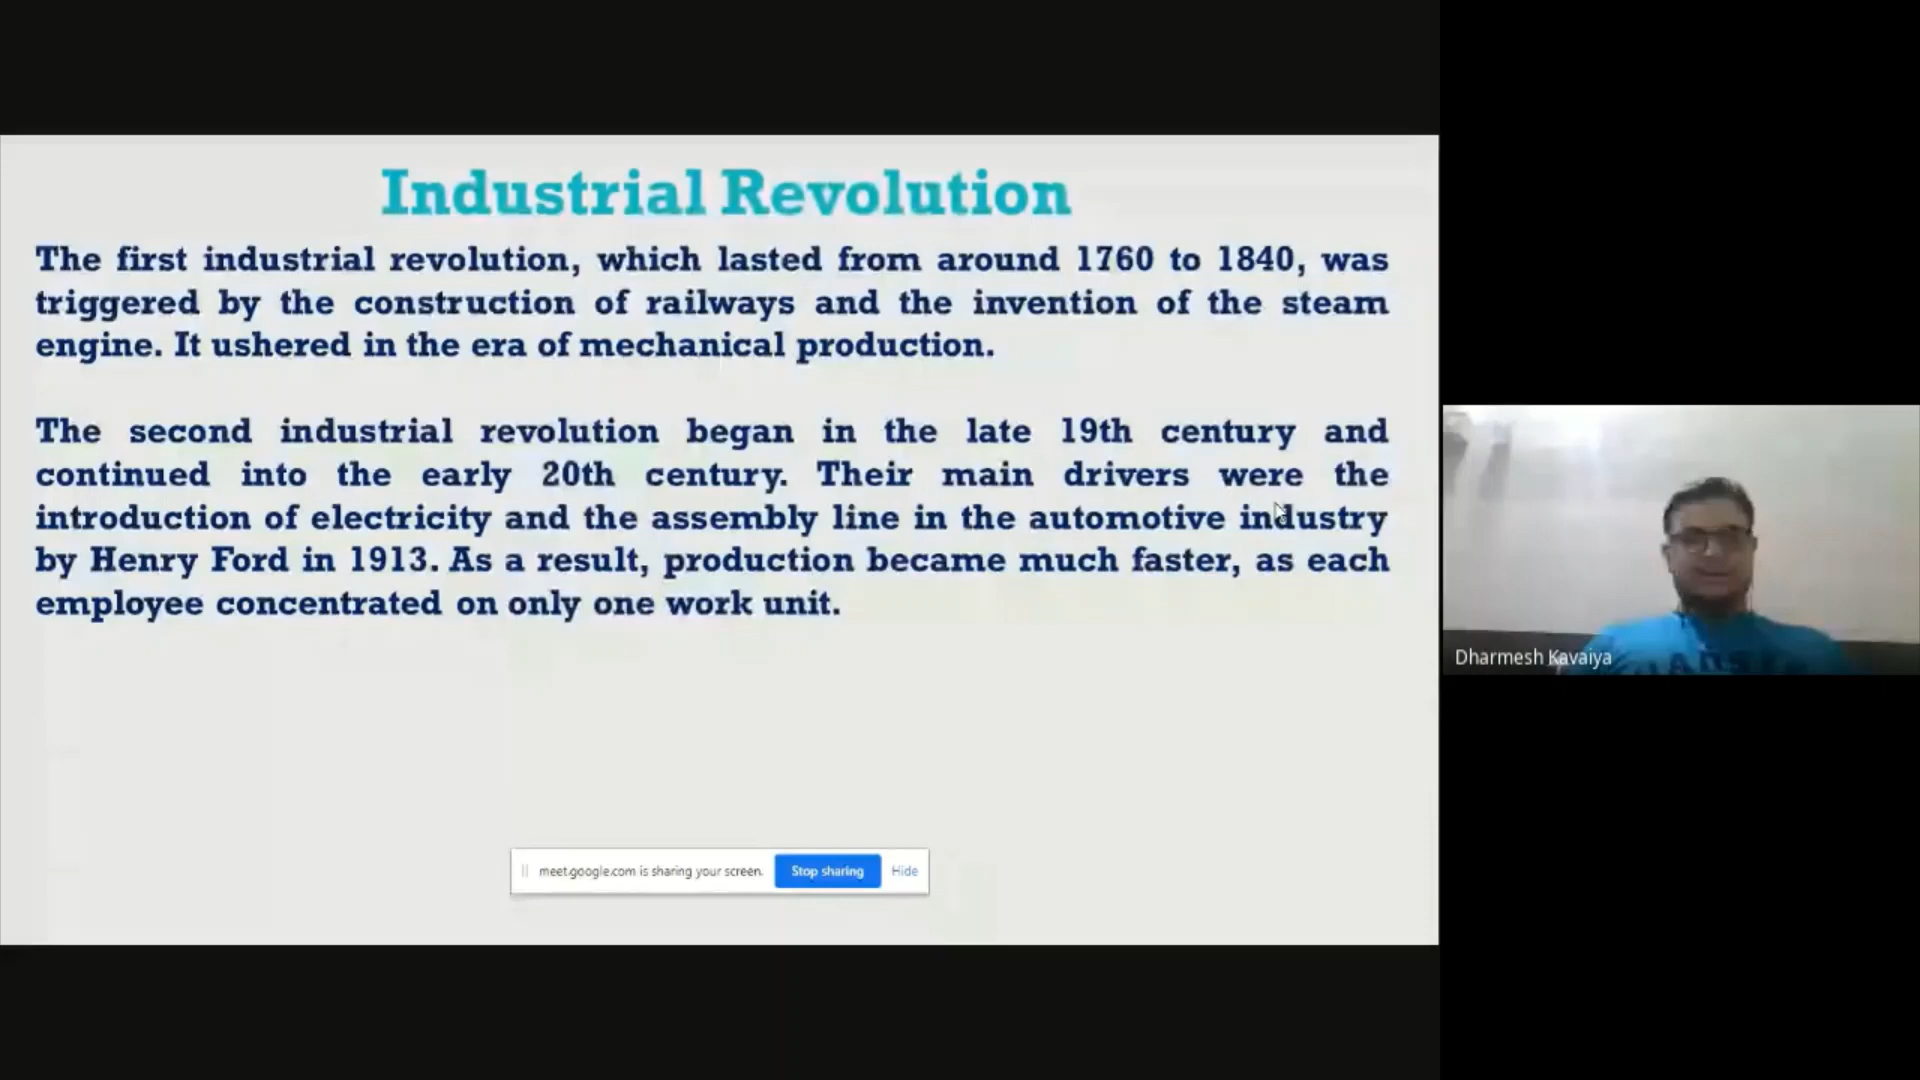 Industrial Revolution
The first industrial revolution, which lasted from around 1760 to 1840, was
triggered by the construction of railways and the invention of the steam
engine. It ushered in the era of mechanical production.
The second industrial revolution began in the late 19th century and
continued into the early 20th century. Their main drivers were the
introduction of electricity and the assembly line in the automotive industry
by Henry Ford in 1913. As a result, production became much faster, as each
employee concentrated on only one work unit.
meet.google.com is sharing your screen. Stop sharing Hide
Dharmesh Kavaiya